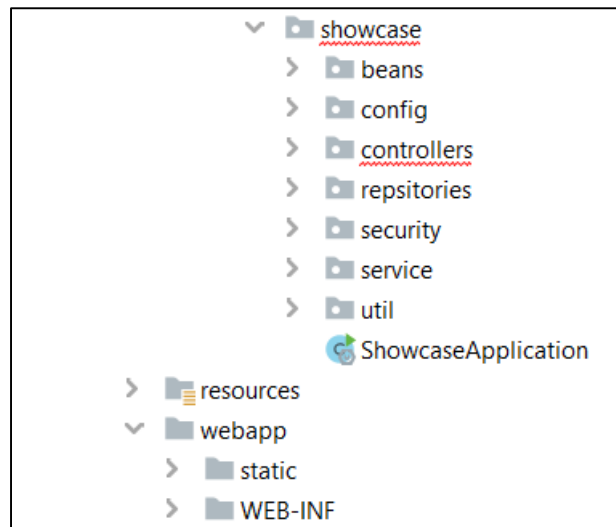 showcase
beans
config
controllers
repsitories
security
service
util
ShowcaseApplication
resources
webapp
static
WEB-INF